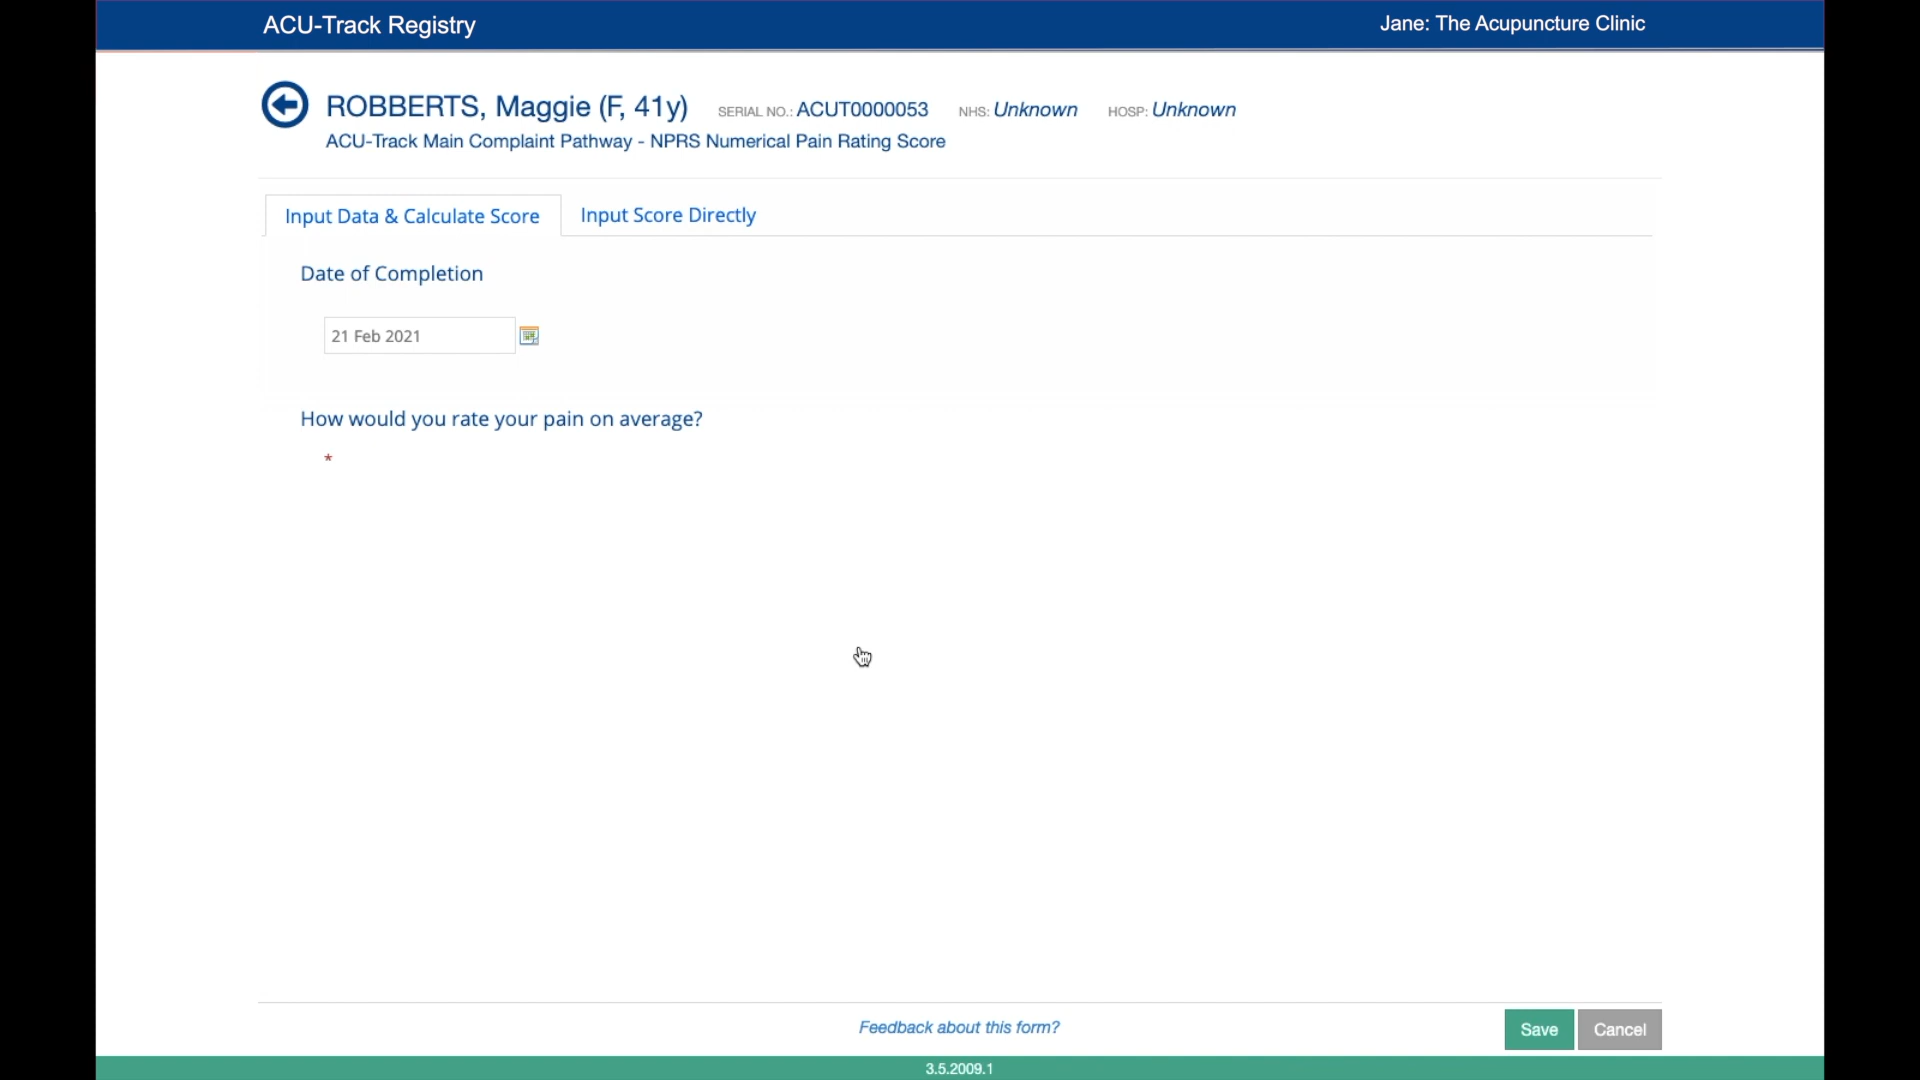 ACU-Track Registry Jane: The Acupuncture Clinic
ROBBERTS, Maggie (F, 41y) SERIAL NO.: ACUT0000053 NHS: Unknown HOSP: Unknown
ACU-Track Main Complaint Pathway - NPRS Numerical Pain Rating Score
Input Data & Calculate Score Input Score Directly
Date of Completion
21 Feb 2021
How would you rate your pain on average?
*
Feedback about this form?
Save Cancel
3.5.2009.1